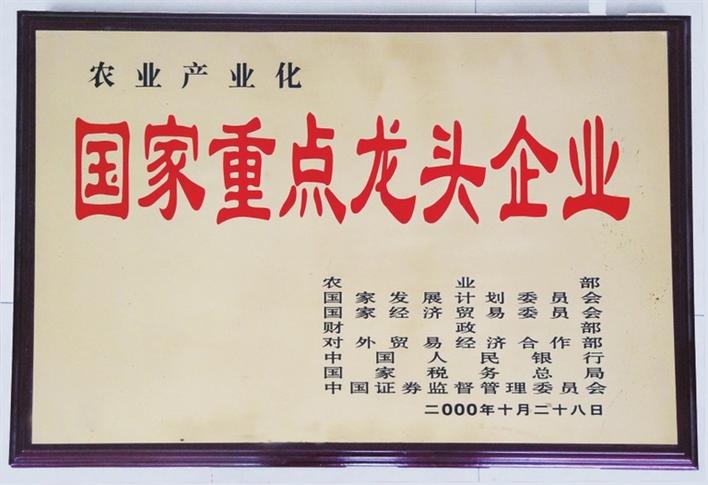 农业产业化
国家重点龙头企业
农业部
国家发展计划委员会
国家经济贸易委员会
财政部
对外贸易经济合作部
中国人民银行
国家税务总局
中国证券监督管理委员会
二000年十月二十八日